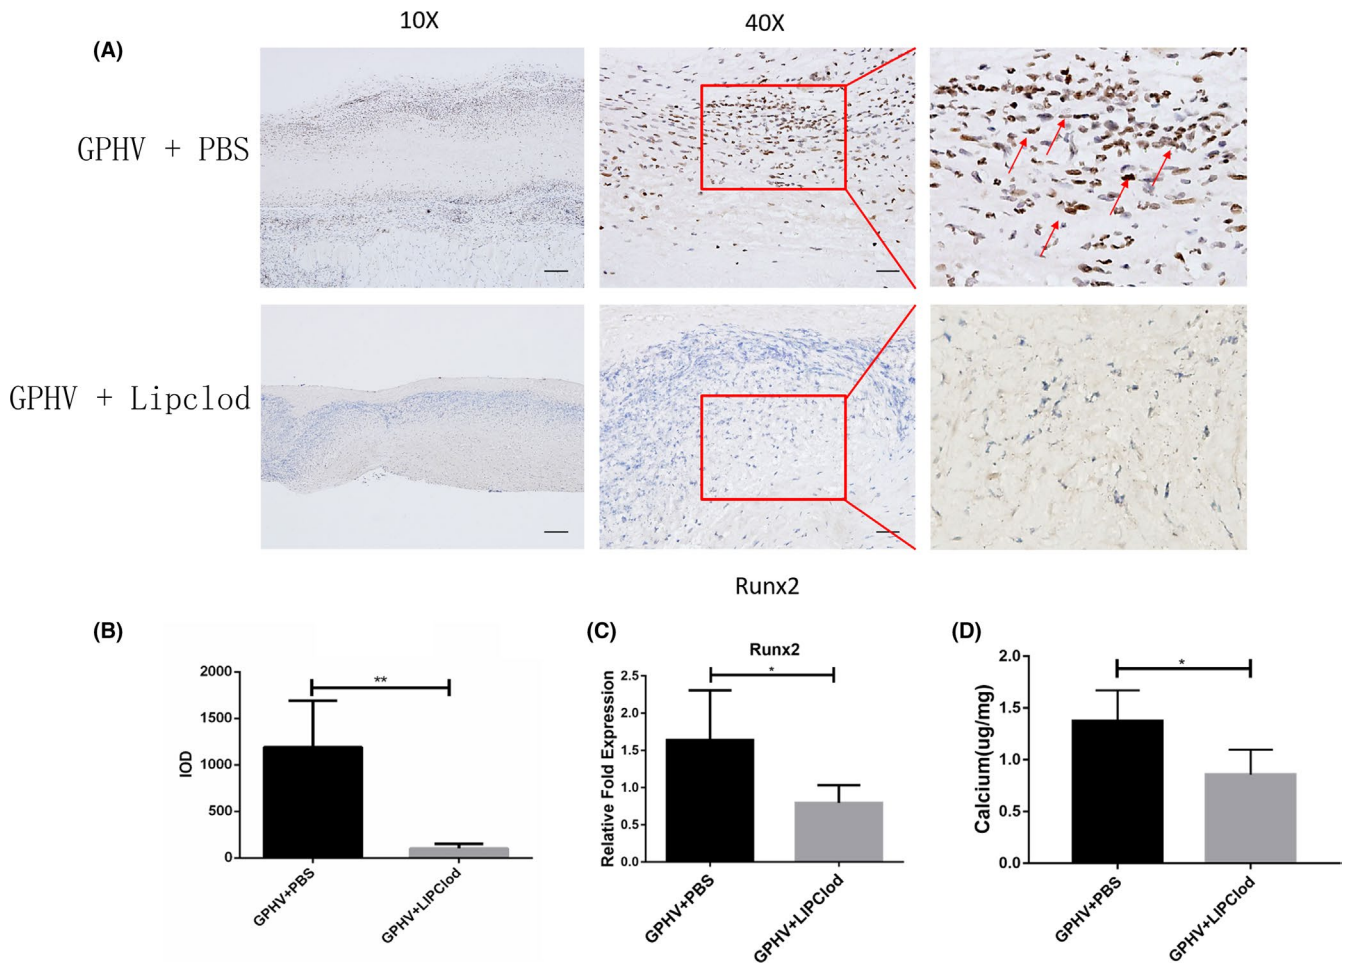 10X
40X
(A)
GPHV + PBS
GPHV + Lipclod
Runx2
(B)
IOD
2000
1500
1000
500
0
**
GPHV+PBS
GPHV+LIPClod
(C)
Runx2
Relative Fold Expression
2.5
2.0
1.5
1.0
0.5
0.0
*
GPHV+PBS
GPHV+LIPClod
(D)
Calcium(ug/mg)
2.0
1.5
1.0
0.5
0.0
*
GPHV+PBS
GPHV+LIPClod